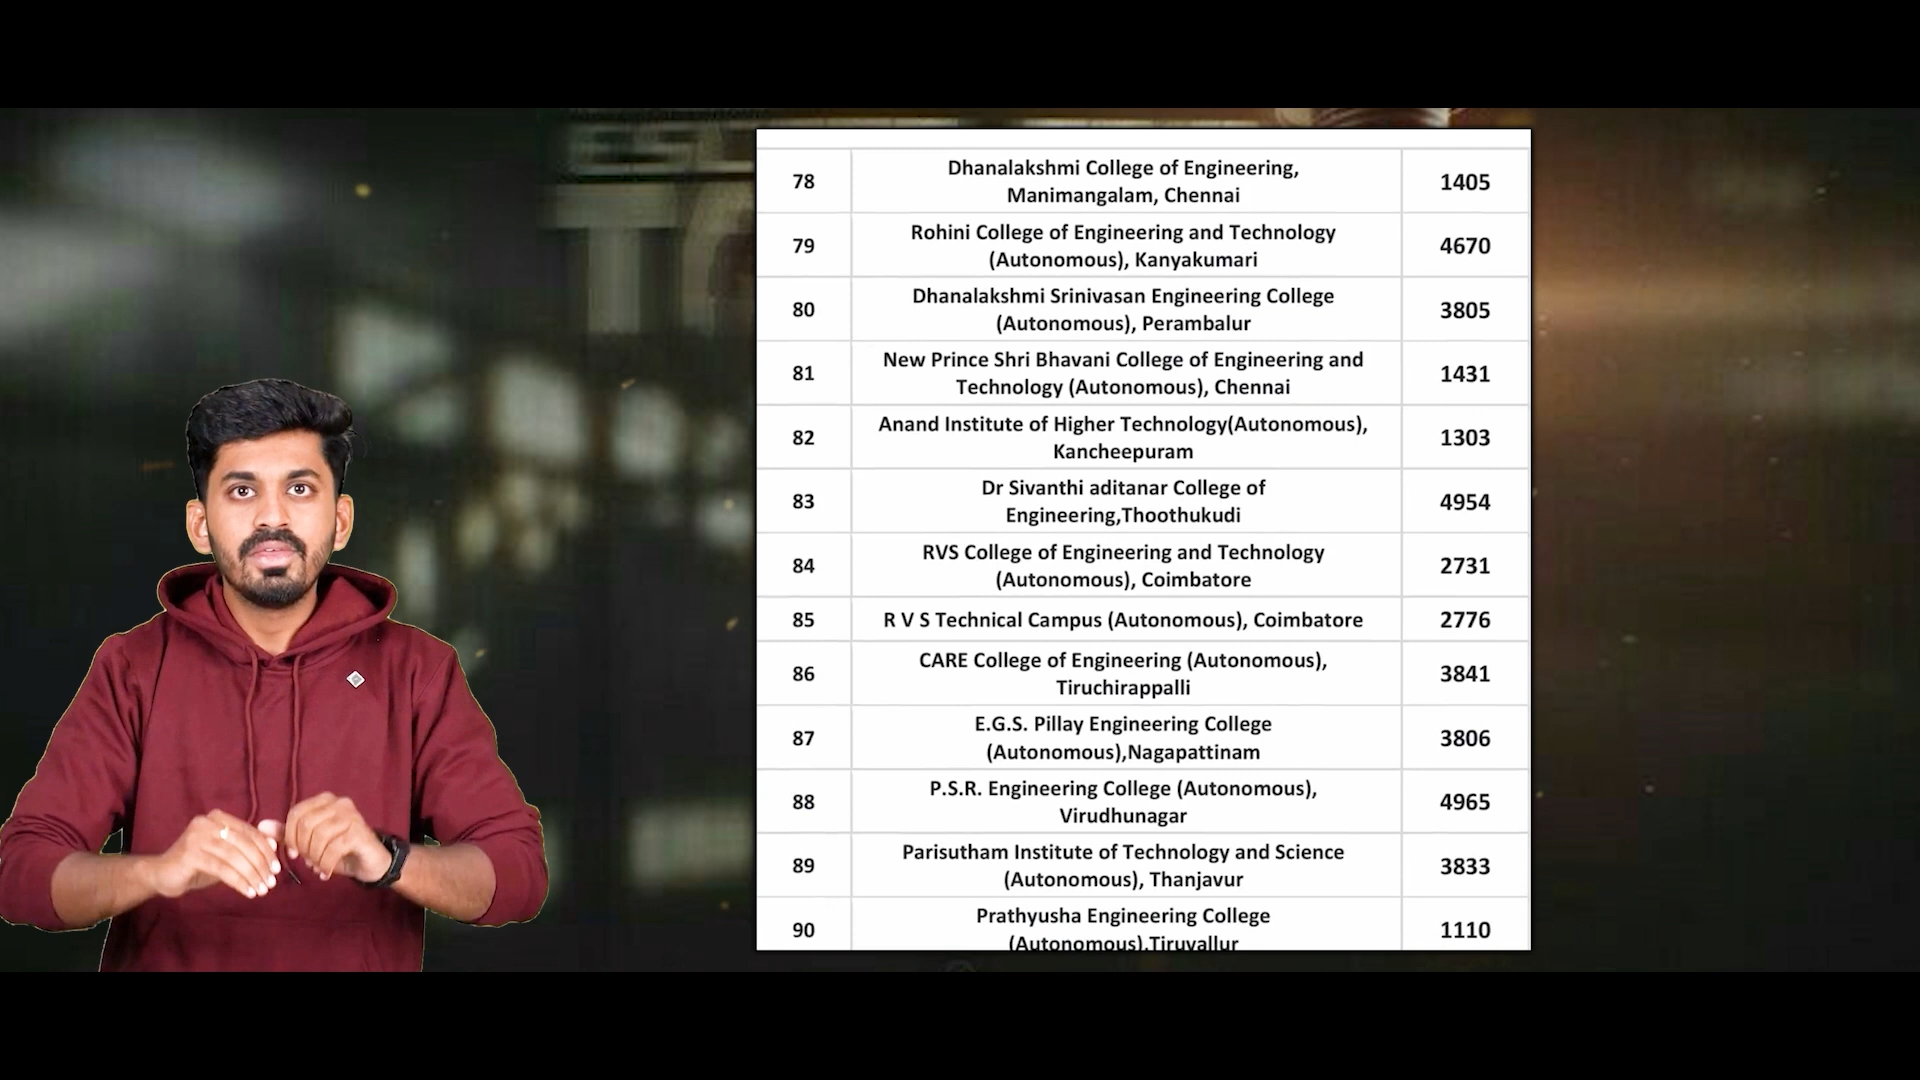 78
Dhanalakshmi College of Engineering,
Manimangalam, Chennai
1405
79
Rohini College of Engineering and Technology
(Autonomous), Kanyakumari
4670
80
Dhanalakshmi Srinivasan Engineering College
(Autonomous), Perambalur
3805
81
New Prince Shri Bhavani College of Engineering and
Technology (Autonomous), Chennai
1431
82
Anand Institute of Higher Technology(Autonomous),
Kancheepuram
1303
83
Dr Sivanthi aditanar College of
Engineering,Thoothukudi
4954
84
RVS College of Engineering and Technology
(Autonomous), Coimbatore
2731
85
R V S Technical Campus (Autonomous), Coimbatore
2776
86
CARE College of Engineering (Autonomous),
Tiruchirappalli
3841
87
E.G.S. Pillay Engineering College
(Autonomous),Nagapattinam
3806
88
P.S.R. Engineering College (Autonomous),
Virudhunagar
4965
89
Parisutham Institute of Technology and Science
(Autonomous), Thanjavur
3833
90
Prathyusha Engineering College
(Autonomous),Tiruvallur
1110